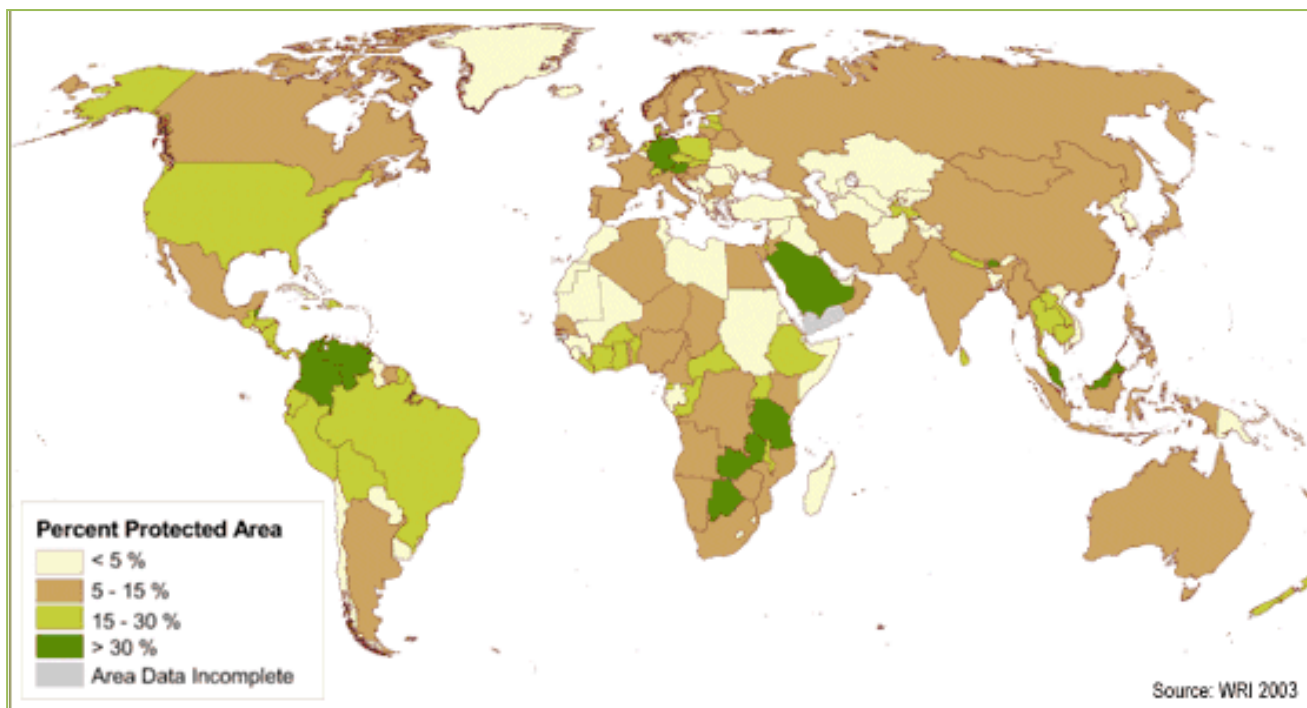 Percent Protected Area
< 5 %
5 - 15 %
15 - 30 %
> 30 %
Area Data Incomplete
Source: WRI 2003